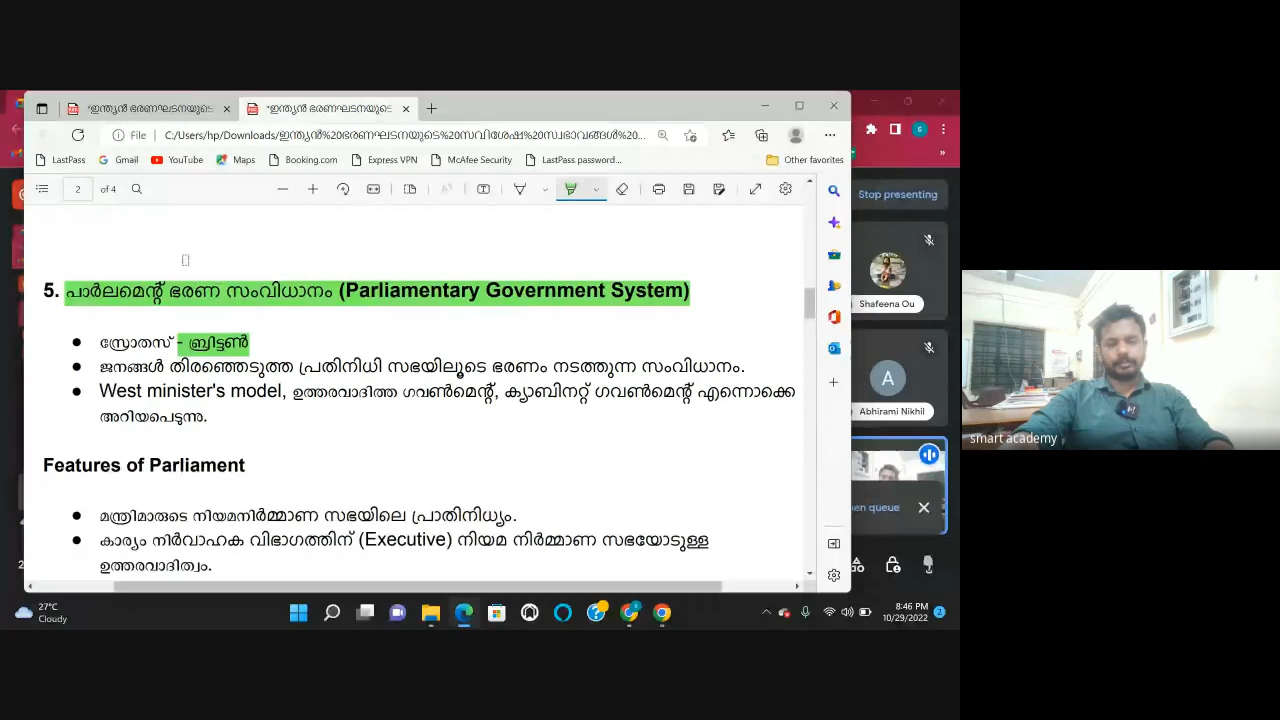 "ഇന്ത്യൻ ഭരണഘടനയുടെ
"ഇന്ത്യൻ ഭരണഘടനയുടെ
File
C:/Users/hp/Downloads/ഇന്ത്യൻ%20ഭരണഘടനയുടെ%20സവിശേഷ%20സ്വഭാവങ്ങൾ%20...
LastPass Gmail YouTube Maps Booking.com Express VPN McAfee Security LastPass password... Other favorites
2 of 4
Stop presenting
5. പാർലമെന്റ് ഭരണ സംവിധാനം (Parliamentary Government System)
● സ്രോതസ് - ബ്രിട്ടൺ
● ജനങ്ങൾ തിരഞ്ഞെടുത്ത പ്രതിനിധി സഭയിലൂടെ ഭരണം നടത്തുന്ന സംവിധാനം.
● West minister's model, ഉത്തരവാദിത്ത ഗവൺമെന്റ്, ക്യാബിനറ്റ് ഗവൺമെന്റ് എന്നൊക്കെ
അറിയപെടുന്നു.
Features of Parliament
● മന്ത്രിമാരുടെ നിയമനിർമ്മാണ സഭയിലെ പ്രാതിനിധ്യം.
● കാര്യം നിർവാഹക വിഭാഗത്തിന് (Executive) നിയമ നിർമ്മാണ സഭയോടുള്ള
ഉത്തരവാദിത്വം.
Shafeena Ou
A
Abhirami Nikhil
en queue
smart academy
27°C
Cloudy
8:46 PM
10/29/2022
2